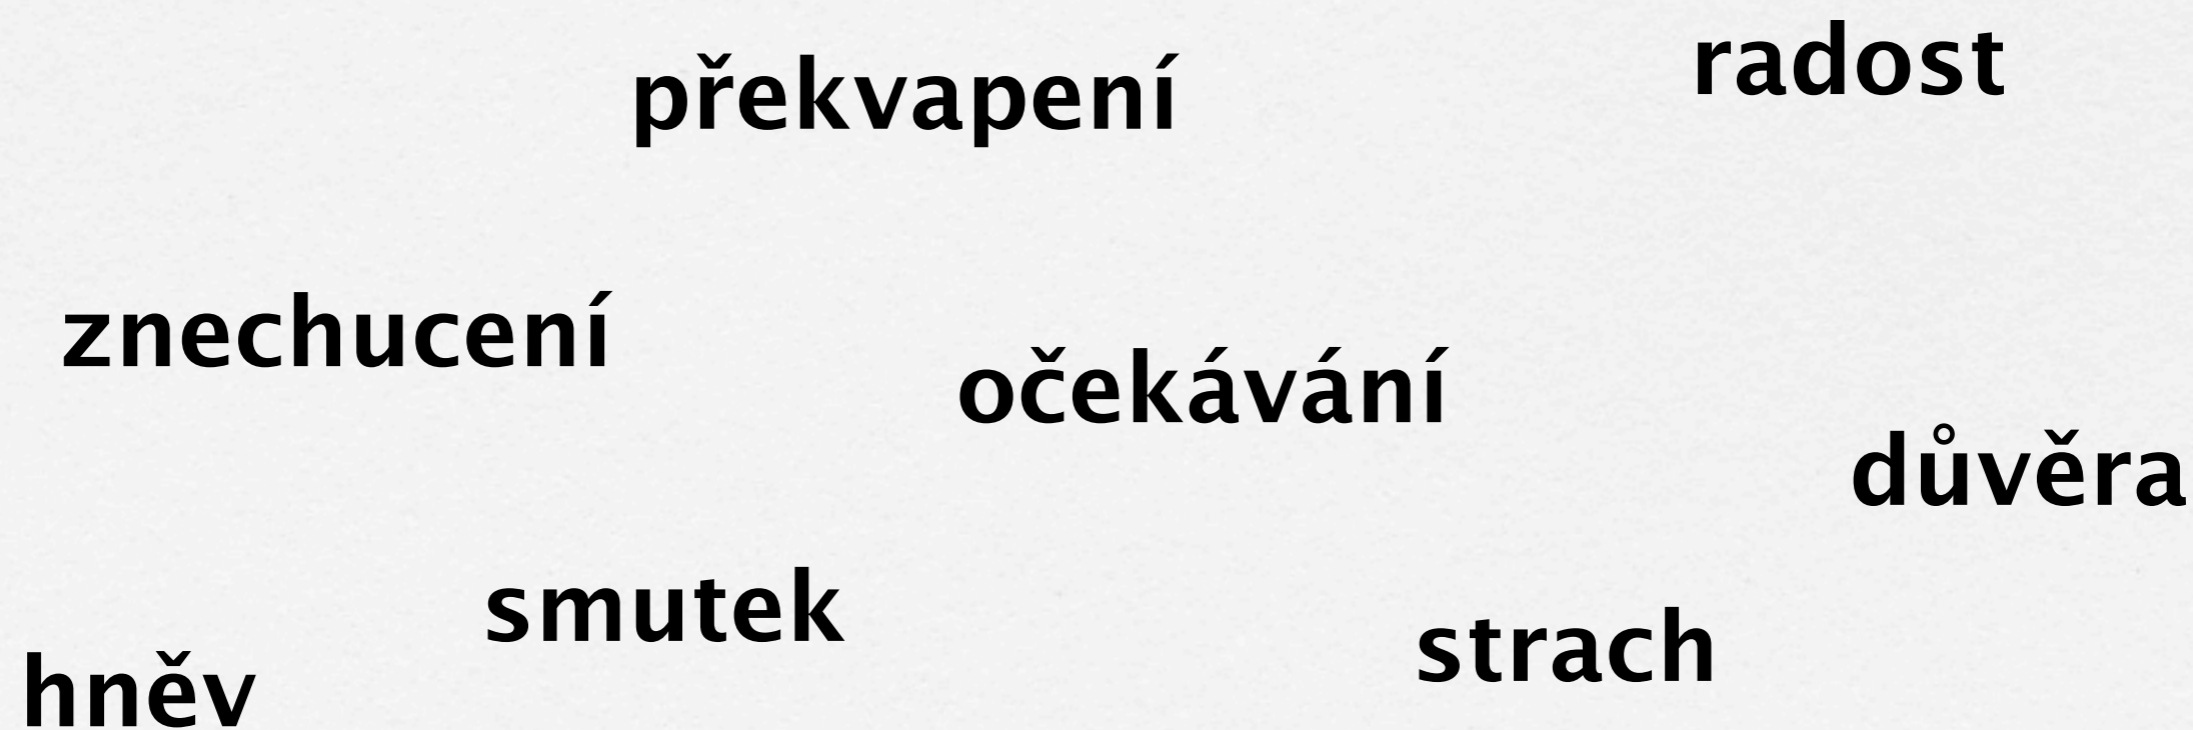 radost
překvapení
znechucení
očekávání
důvěra
smutek
strach
hněv